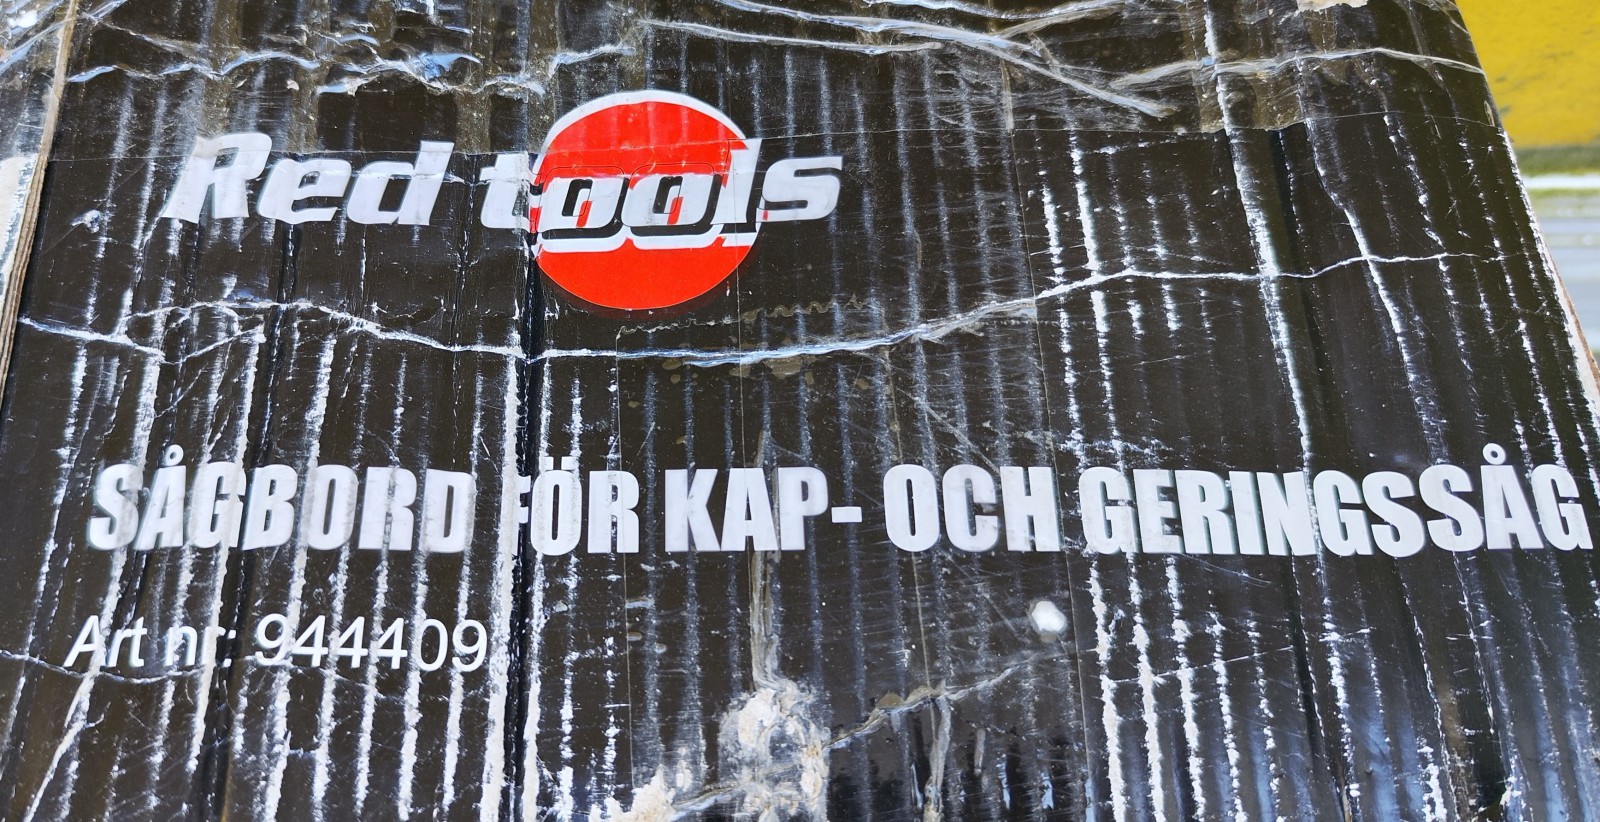 Red tools
SÅGBORD FÖR KAP- OCH GERINGSSÅG
Art nr: 944409